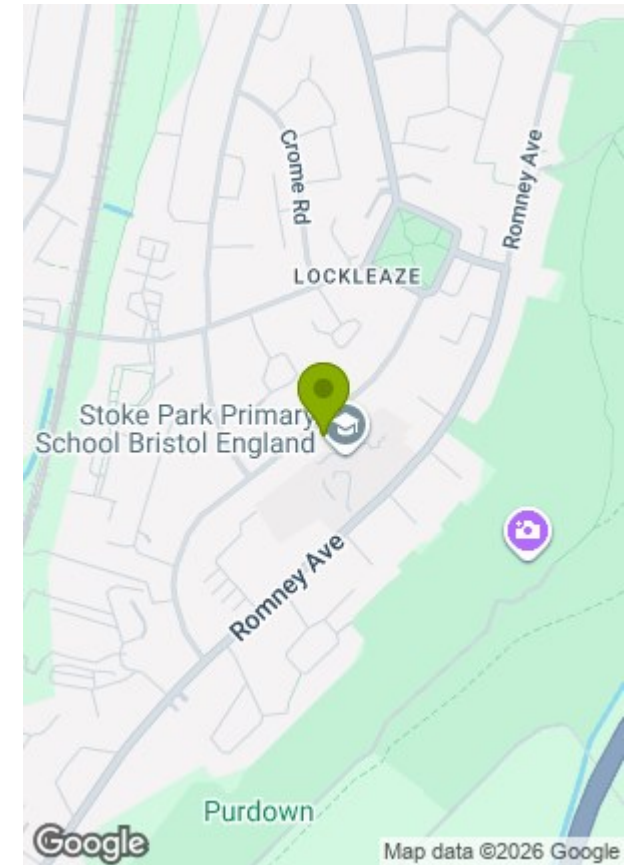 Crome Rd
Romney Ave
LOCKLEAZE
Stoke Park Primary
School Bristol England
Romney Ave
Purdown
Google
Map data ©2026 Google